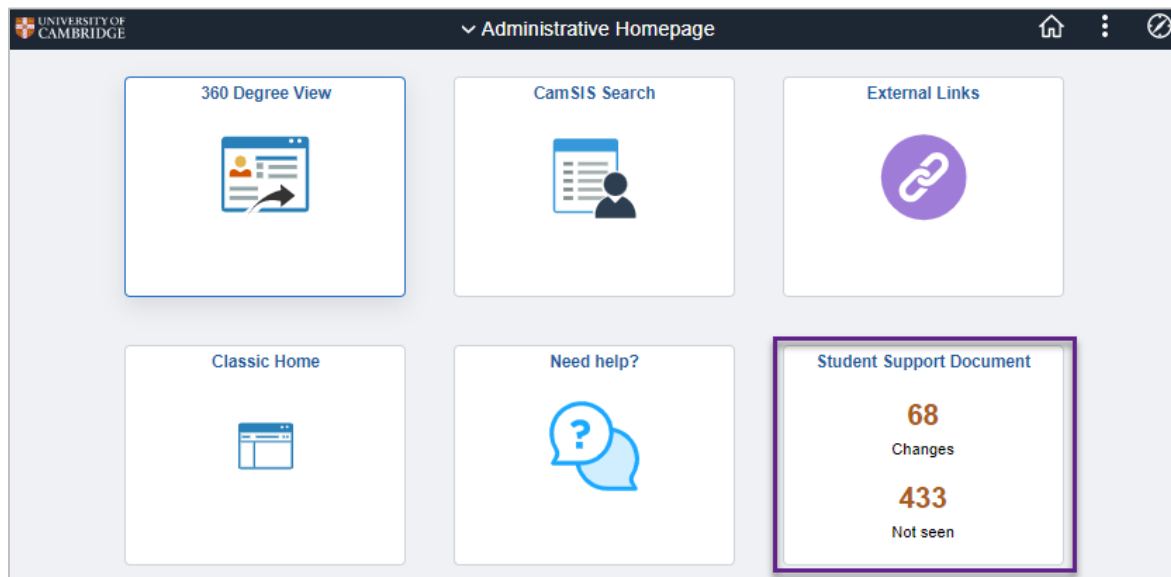 UNIVERSITY OF
CAMBRIDGE
Administrative Homepage
360 Degree View
CamSIS Search
External Links
Classic Home
Need help?
?
Student Support Document
68
Changes
433
Not seen